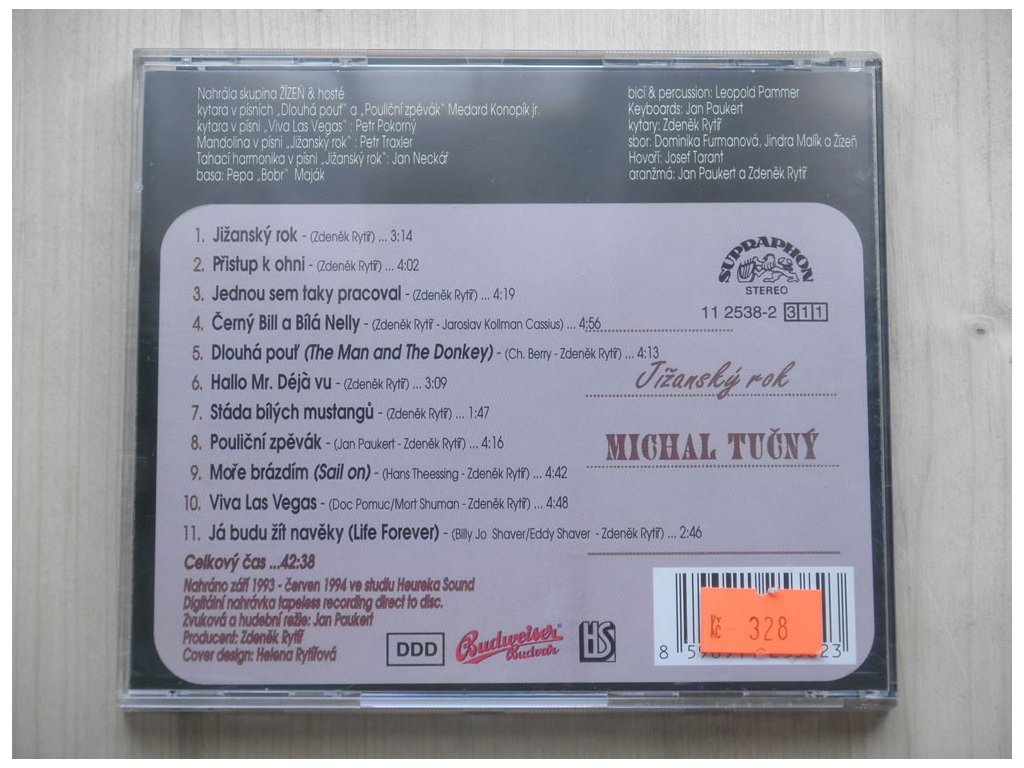 Nahrála skupina ŽÍZEŇ & hosté
kytara v písních „Dlouhá pouť" a „Pouliční zpěvák" Medard Konopík jr.
kytara v písni „Viva Las Vegas" : Petr Pokorný
Mandolína v písni „Jižanský rok" : Petr Traxler
Tahací harmonika v písni „Jižanský rok": Jan Neckář
basa: Pepa „Bobr" Maják
bicí & percussion: Leopold Pammer
Keyboards: Jan Paukert
kytary: Zdeněk Rytíř
sbor: Dominika Furmanová, Jindra Malík a Žízeň
Hovoří: Josef Tarant
aranžmá: Jan Paukert a Zdeněk Rytíř
1. Jižanský rok - (Zdeněk Rytíř) ... 3:14
2. Přistup k ohni - (Zdeněk Rytíř) ... 4:02
3. Jednou sem taky pracoval - (Zdeněk Rytíř) ... 4:19
4. Černý Bill a Bílá Nelly - (Zdeněk Rytíř - Jaroslav Kollman Cassius) ... 4:56
5. Dlouhá pouť (The Man and The Donkey) - (Ch. Berry - Zdeněk Rytíř) ... 4:13
6. Hallo Mr. Déjà vu - (Zdeněk Rytíř) ... 3:09
7. Stáda bílých mustangů - (Zdeněk Rytíř) ... 1:47
8. Pouliční zpěvák - (Jan Paukert - Zdeněk Rytíř) ... 4:16
9. Moře brázdím (Sail on) - (Hans Theessing - Zdeněk Rytíř) ... 4:42
10. Viva Las Vegas - (Doc Pomuc/Mort Shuman - Zdeněk Rytíř) ... 4:48
11. Já budu žít navěky (Life Forever) - (Billy Jo Shaver/Eddy Shaver - Zdeněk Rytíř) ... 2:46
Celkový čas ...42:38
Nahráno září 1993 - červen 1994 ve studiu Heureka Sound
Digitální nahrávka tapeless recording direct to disc.
Zvuková a hudební režie: Jan Paukert
Producent: Zdeněk Rytíř
Cover design: Helena Rytířová
SUPRAPHON
STEREO
11 2538-2 311
Jižanský rok
MICHAL TUČNÝ
DDD
Budweiser
Budvar
HS
Kč - 328